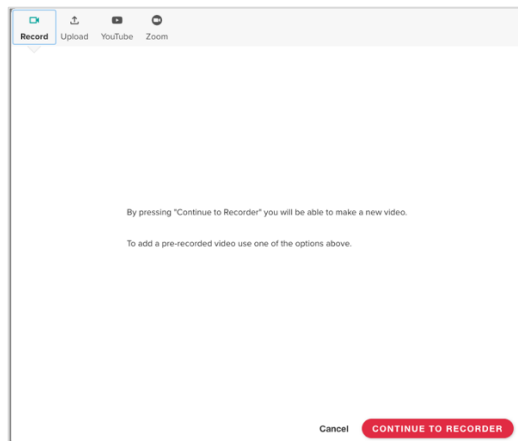 Record Upload YouTube Zoom
By pressing "Continue to Recorder" you will be able to make a new video.
To add a pre-recorded video use one of the options above.
Cancel CONTINUE TO RECORDER